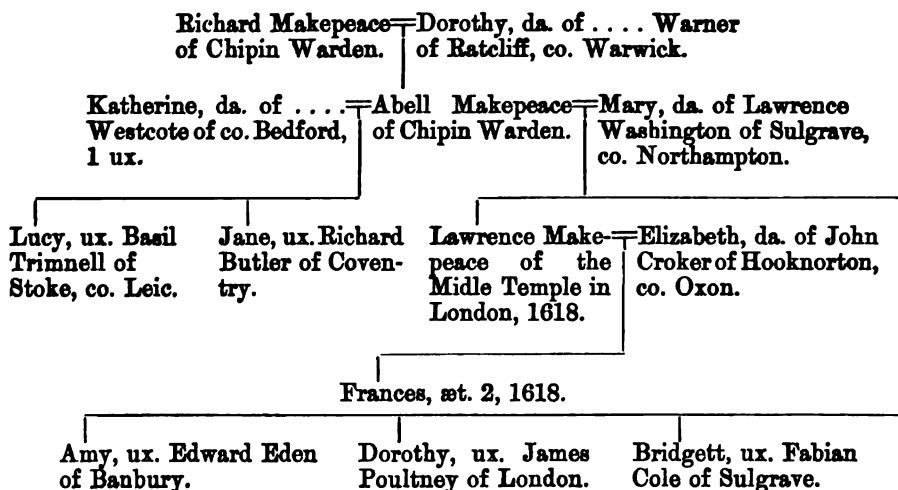 Richard Makepeace=Dorothy, da. of . . . . Warner
of Chipin Warden. of Ratcliff, co. Warwick.
Katherine, da. of . . . .=Abell Makepeace=Mary, da. of Lawrence
Westcote of co. Bedford, of Chipin Warden. Washington of Sulgrave,
1 ux. co. Northampton.
Lucy, ux. Basil Jane, ux. Richard Lawrence Make-=Elizabeth, da. of John
Trimnell of Butler of Coven- peace of the Croker of Hooknorton,
Stoke, co. Leic. try. Midle Temple in co. Oxon.
London, 1618.
Frances, æt. 2, 1618.
Amy, ux. Edward Eden Dorothy, ux. James Bridgett, ux. Fabian
of Banbury. Poultney of London. Cole of Sulgrave.